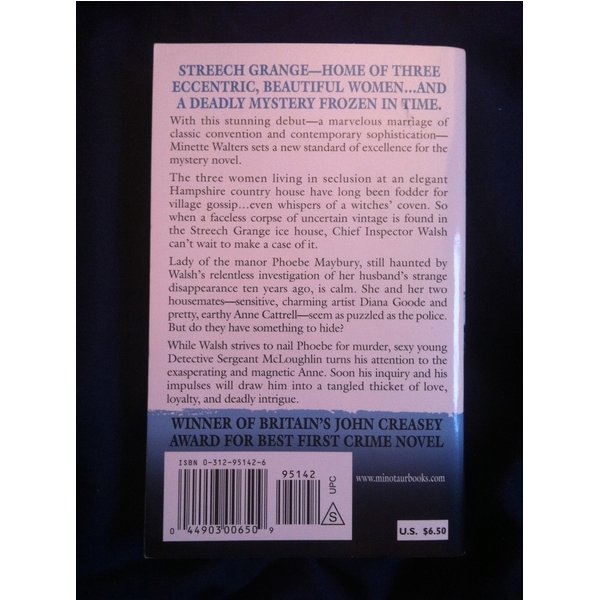 STREECH GRANGE—HOME OF THREE
ECCENTRIC, BEAUTIFUL WOMEN...AND
A DEADLY MYSTERY FROZEN IN TIME.
With this stunning debut—a marvelous marriage of
classic convention and contemporary sophistication—
Minette Walters sets a new standard of excellence for the
mystery novel.
The three women living in seclusion at an elegant
Hampshire country house have long been fodder for
village gossip...even whispers of a witches' coven. So
when a faceless corpse of uncertain vintage is found in
the Streech Grange ice house, Chief Inspector Walsh
can't wait to make a case of it.
Lady of the manor Phoebe Maybury, still haunted by
Walsh's relentless investigation of her husband's strange
disappearance ten years ago, is calm. She and her two
housemates—sensitive, charming artist Diana Goode and
pretty, earthy Anne Cattrell—seem as puzzled as the police.
But do they have something to hide?
While Walsh strives to nail Phoebe for murder, sexy young
Detective Sergeant McLoughlin turns his attention to the
exasperating and magnetic Anne. Soon his inquiry and his
impulses will draw him into a tangled thicket of love,
loyalty, and deadly intrigue.
WINNER OF BRITAIN'S JOHN CREASEY
AWARD FOR BEST FIRST CRIME NOVEL
ISBN 0-312-95142-6
95142
UPC
S
0 44903 00650 9
www.minotaurbooks.com
U.S. $6.50